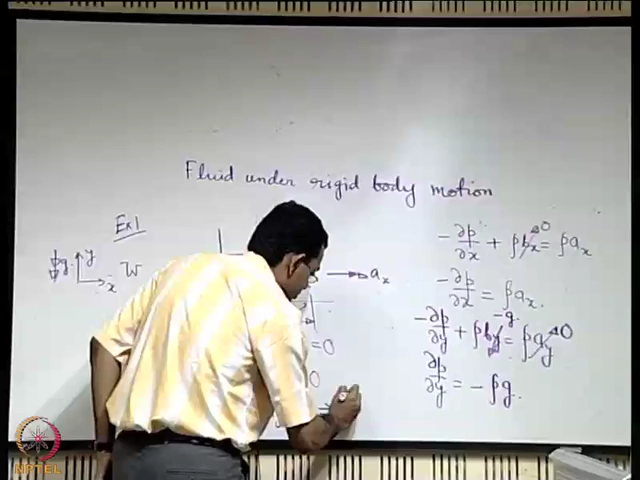 Fluid under rigid body motion
Ex1
g y x
W
→ a_x
= 0
0
-∂p/∂x + ρb_x→0 = ρa_x
-∂p/∂x = ρa_x.
-∂p/∂y + ρb_y→-g = ρa_y→0
∂p/∂y = -ρg.
NPTEL